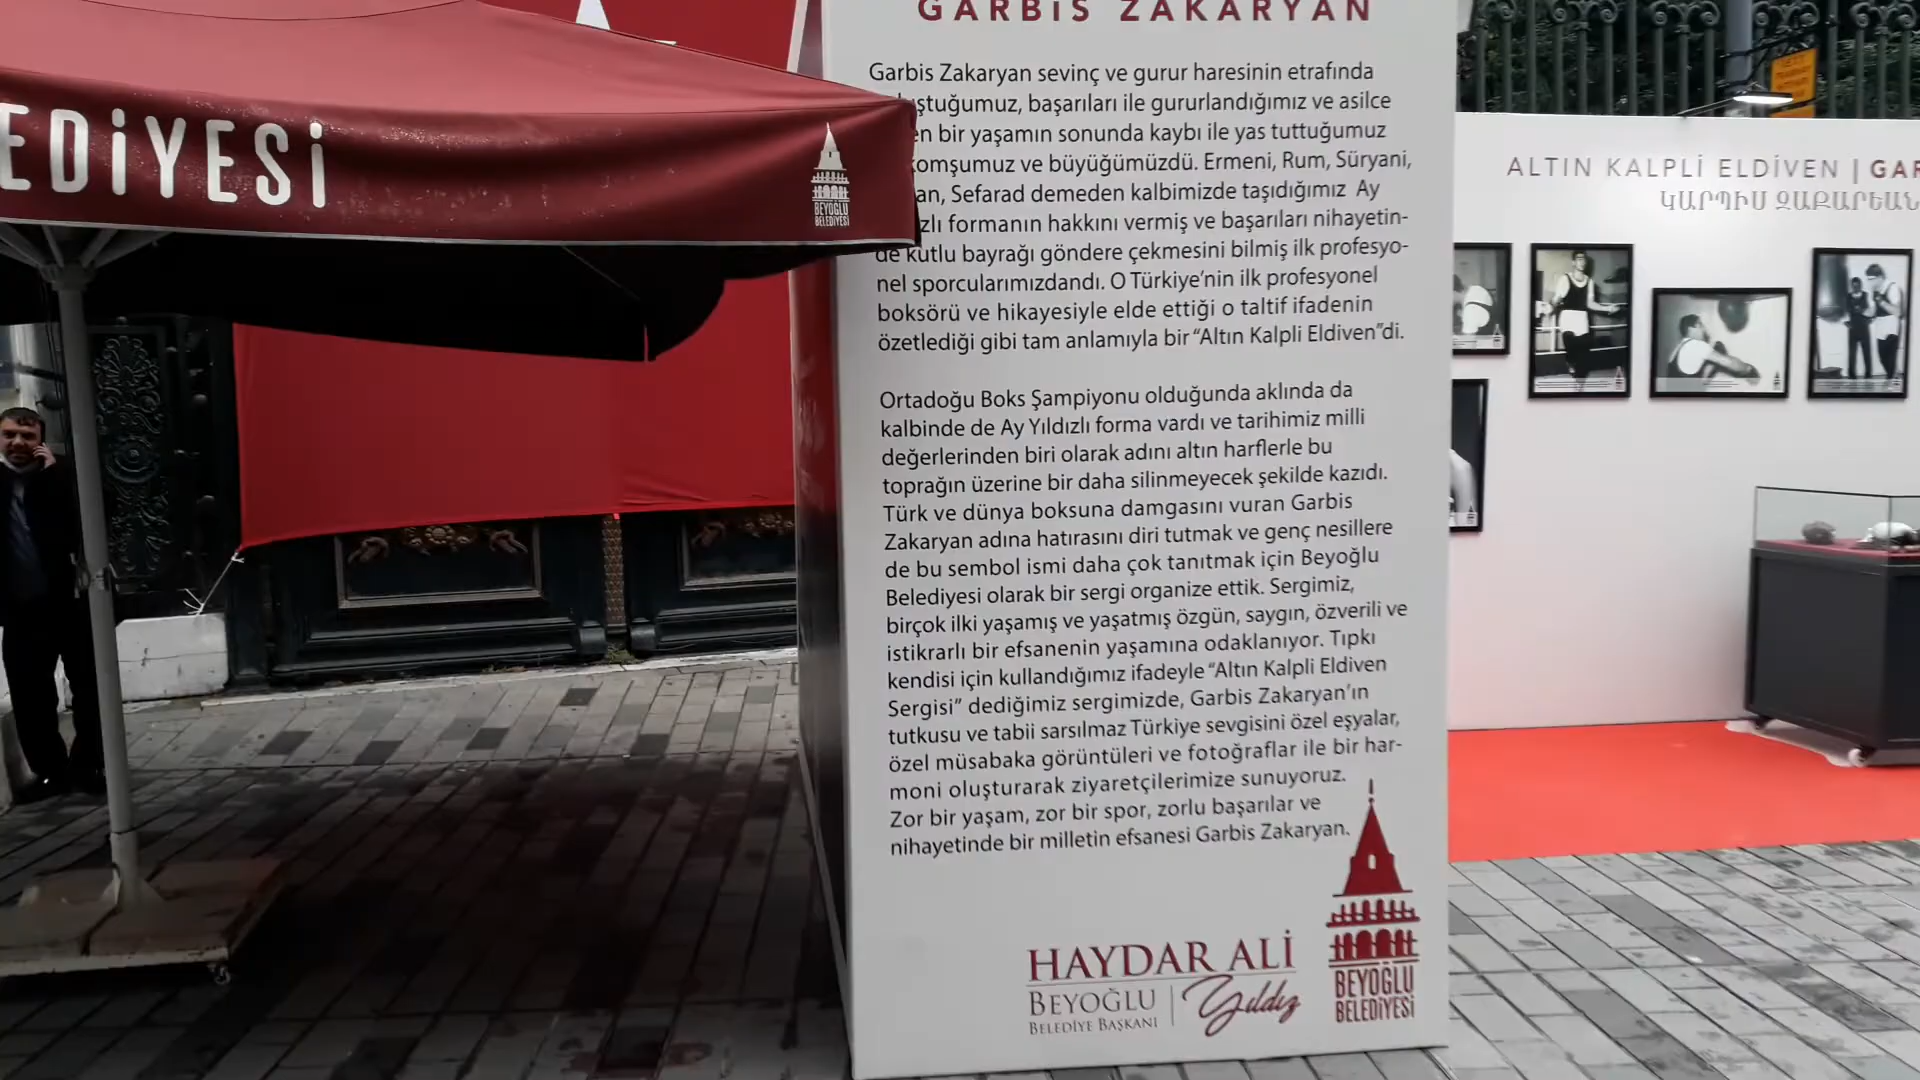 GARBİS ZAKARYAN
Garbis Zakaryan sevinç ve gurur haresinin etrafında
ştuğumuz, başarıları ile gururlandığımız ve asilce
en bir yaşamın sonunda kaybı ile yas tuttuğumuz
komşumuz ve büyüğümüzdü. Ermeni, Rum, Süryani,
an, Sefarad demeden kalbimizde taşıdığımız Ay
zlı formanın hakkını vermiş ve başarıları nihayetin-
de kutlu bayrağı göndere çekmesini bilmiş ilk profesyo-
nel sporcularımızdandı. O Türkiye'nin ilk profesyonel
boksörü ve hikayesiyle elde ettiği o taltif ifadenin
özetlediği gibi tam anlamıyla bir “Altın Kalpli Eldiven”di.
Ortadoğu Boks Şampiyonu olduğunda aklında da
kalbinde de Ay Yıldızlı forma vardı ve tarihimiz milli
değerlerinden biri olarak adını altın harflerle bu
toprağın üzerine bir daha silinmeyecek şekilde kazıdı.
Türk ve dünya boksuna damgasını vuran Garbis
Zakaryan adına hatırasını diri tutmak ve genç nesillere
de bu sembol ismi daha çok tanıtmak için Beyoğlu
Belediyesi olarak bir sergi organize ettik. Sergimiz,
birçok ilki yaşamış ve yaşatmış özgün, saygın, özverili ve
istikrarlı bir efsanenin yaşamına odaklanıyor. Tıpkı
kendisi için kullandığımız ifadeyle “Altın Kalpli Eldiven
Sergisi” dediğimiz sergimizde, Garbis Zakaryan'ın
tutkusu ve tabii sarsılmaz Türkiye sevgisini özel eşyalar,
özel müsabaka görüntüleri ve fotoğraflar ile bir har-
moni oluşturarak ziyaretçilerimize sunuyoruz.
Zor bir yaşam, zor bir spor, zorlu başarılar ve
nihayetinde bir milletin efsanesi Garbis Zakaryan.
HAYDAR ALİ
Yıldız
BEYOĞLU
BELEDİYE BAŞKANI
BEYOĞLU
BELEDİYESİ
EDİYESİ
BEYOĞLU
BELEDİYESİ
ALTIN KALPLİ ELDİVEN | GAR
ԿԱՐՊԻՍ ԶԱՔԱՐԵԱՆ